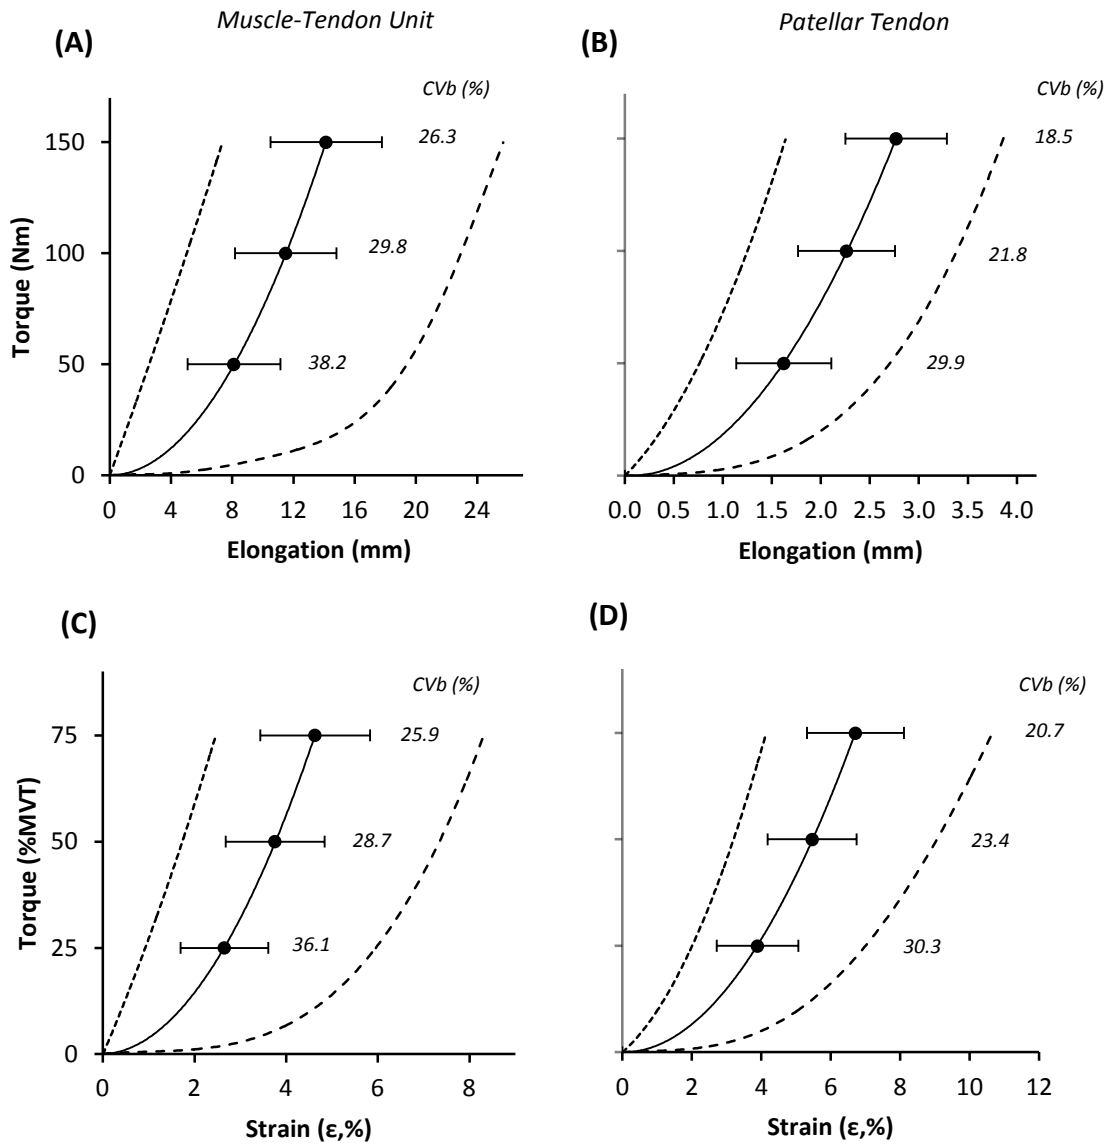 Muscle-Tendon Unit
Patellar Tendon
(A)
(B)
CVb (%)
CVb (%)
150
26.3
18.5
100
29.8
21.8
50
38.2
29.9
0
Torque (Nm)
0 4 8 12 16 20 24
0.0 0.5 1.0 1.5 2.0 2.5 3.0 3.5 4.0
Elongation (mm)
Elongation (mm)
(C)
(D)
CVb (%)
CVb (%)
75
25.9
20.7
50
28.7
23.4
25
36.1
30.3
0
Torque (%MVT)
0 2 4 6 8
0 2 4 6 8 10 12
Strain (ε,%)
Strain (ε,%)